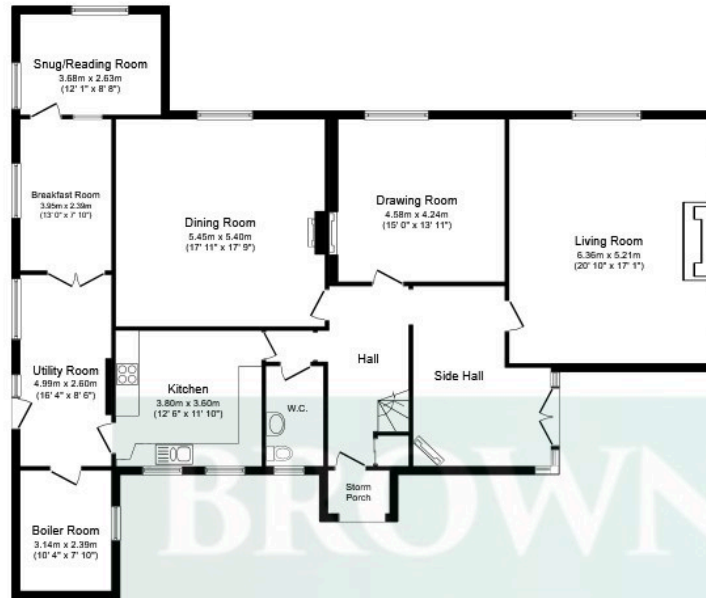 Snug/Reading Room
3.68m x 2.63m
(12' 1" x 8' 8")
Breakfast Room
3.95m x 2.39m
(13' 0" x 7' 10")
Dining Room
5.45m x 5.40m
(17' 11" x 17' 9")
Drawing Room
4.58m x 4.24m
(15' 0" x 13' 11")
Living Room
6.36m x 5.21m
(20' 10" x 17' 1")
Utility Room
4.99m x 2.60m
(16' 4" x 8' 6")
Kitchen
3.80m x 3.60m
(12' 6" x 11' 10")
W.C.
Hall
Side Hall
Storm
Porch
Boiler Room
3.14m x 2.39m
(10' 4" x 7' 10")
BROWN